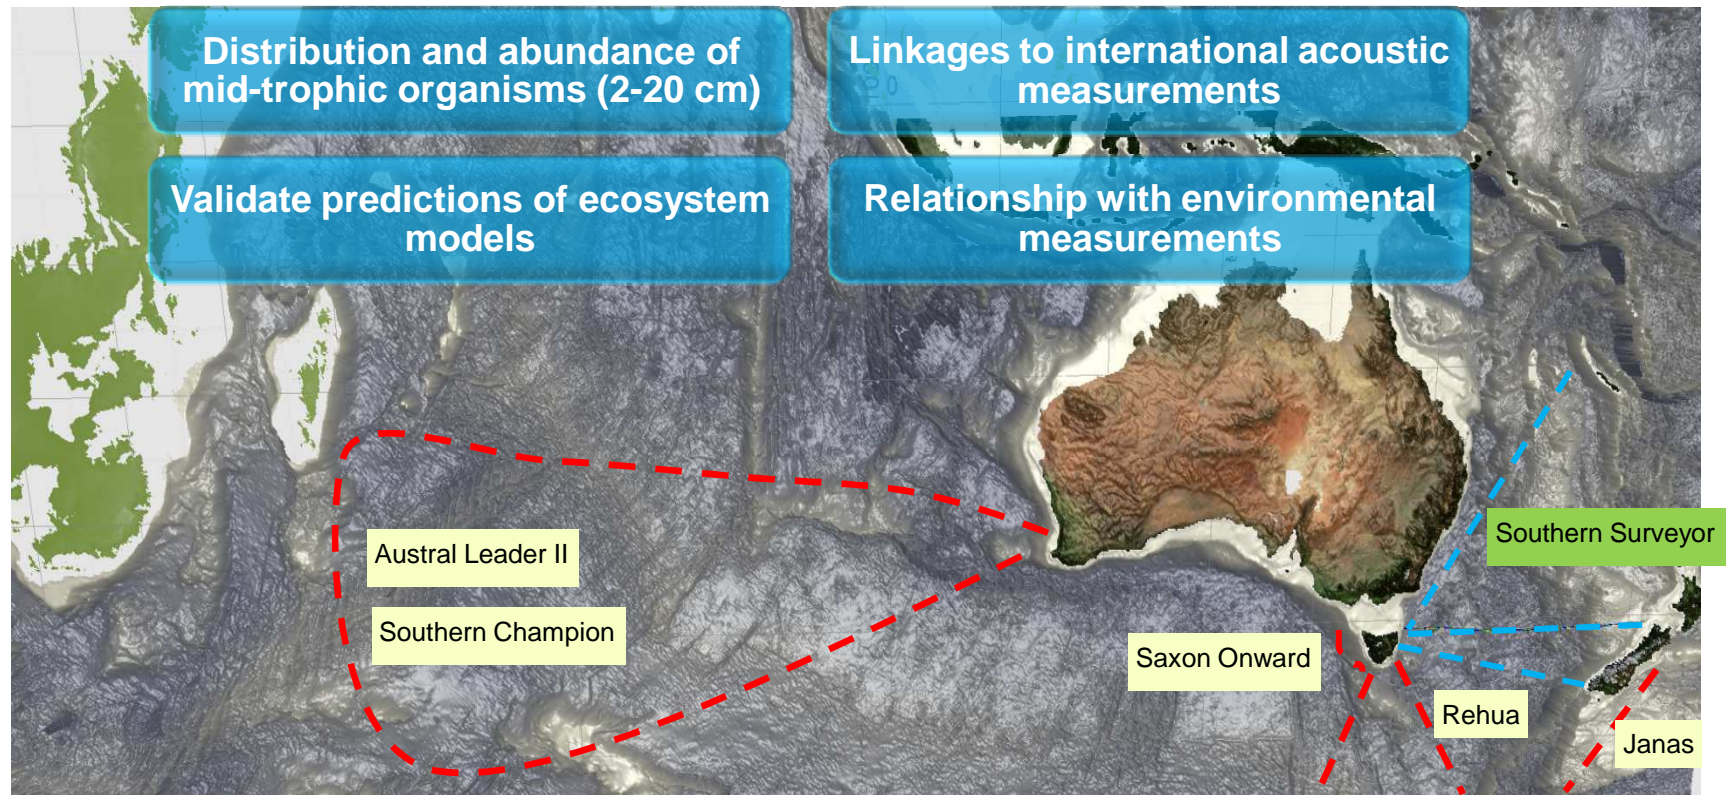 Distribution and abundance of
mid-trophic organisms (2-20 cm)
Linkages to international acoustic
measurements
Validate predictions of ecosystem
models
Relationship with environmental
measurements
Southern Surveyor
Austral Leader II
Southern Champion
Saxon Onward
Rehua
Janas